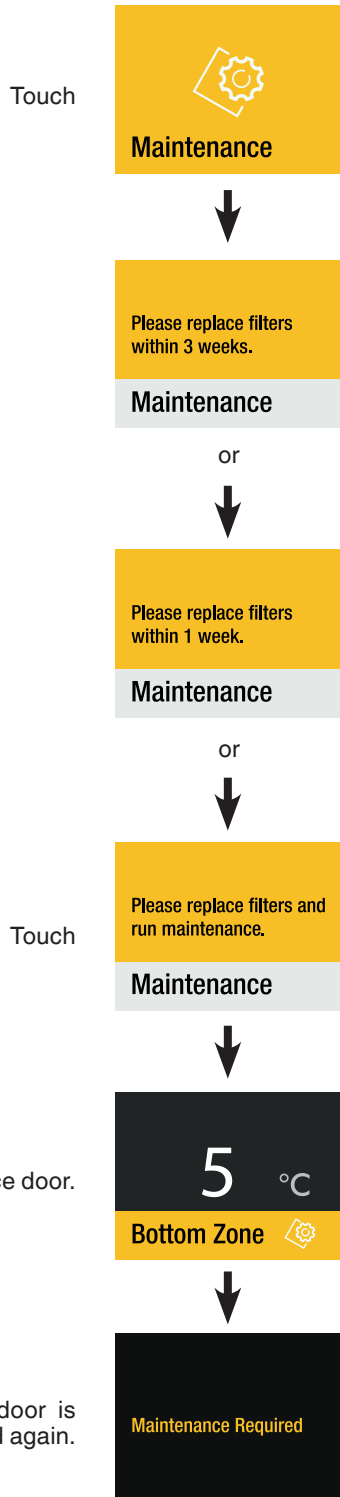 Touch
Maintenance
Please replace filters
within 3 weeks.
Maintenance
or
Please replace filters
within 1 week.
Maintenance
or
Touch
Please replace filters and
run maintenance.
Maintenance
5 °C
door.
Bottom Zone
door is
again.
Maintenance Required